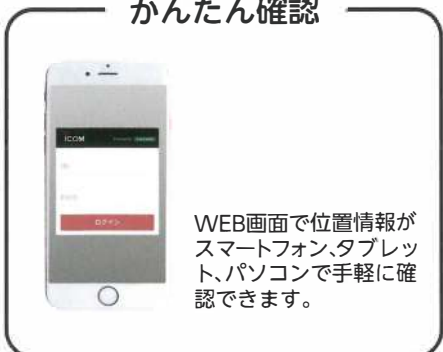 かんたん確認
ICOM
ログイン
WEB画面で位置情報が
スマートフォン、タブレッ
ト、パソコンで手軽に確
認できます。